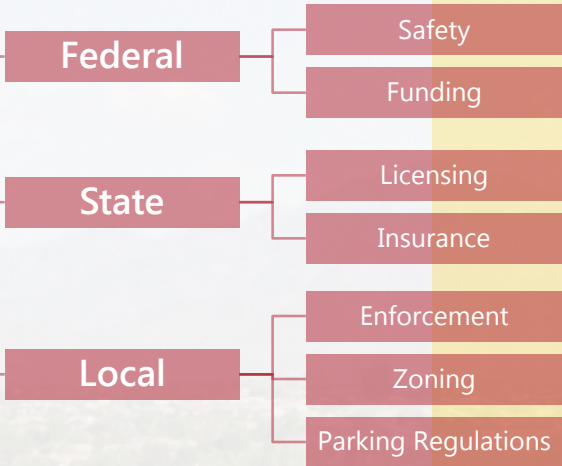 Federal
Safety
Funding
State
Licensing
Insurance
Local
Enforcement
Zoning
Parking Regulations